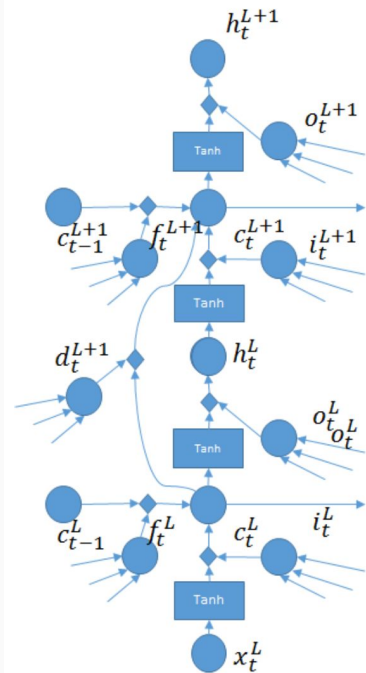 h_t^{L+1}
o_t^{L+1}
Tanh
c_{t-1}^{L+1} f_t^{L+1} c_t^{L+1} i_t^{L+1}
Tanh
d_t^{L+1} h_t^L
o_t^L
o_t^L
Tanh
c_{t-1}^L f_t^L c_t^L i_t^L
Tanh
x_t^L